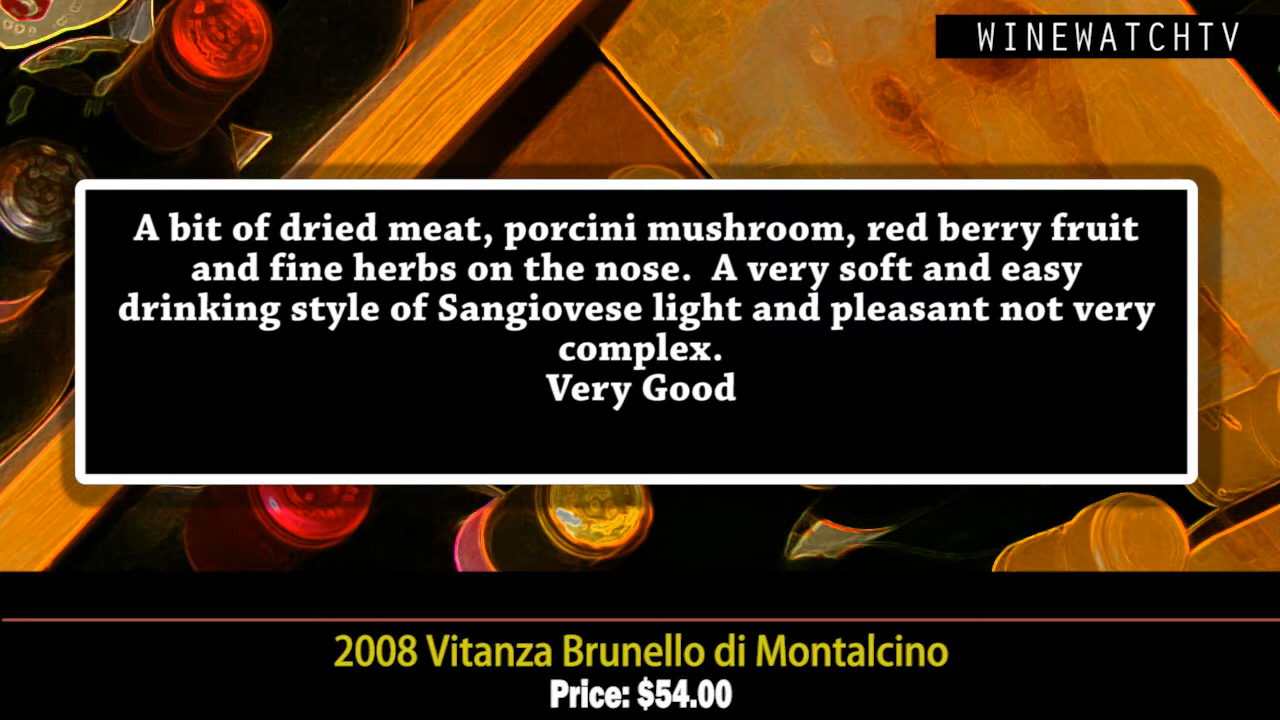 WINEWATCHTV
A bit of dried meat, porcini mushroom, red berry fruit
and fine herbs on the nose.  A very soft and easy
drinking style of Sangiovese light and pleasant not very
complex.
Very Good
2008 Vitanza Brunello di Montalcino
Price: $54.00